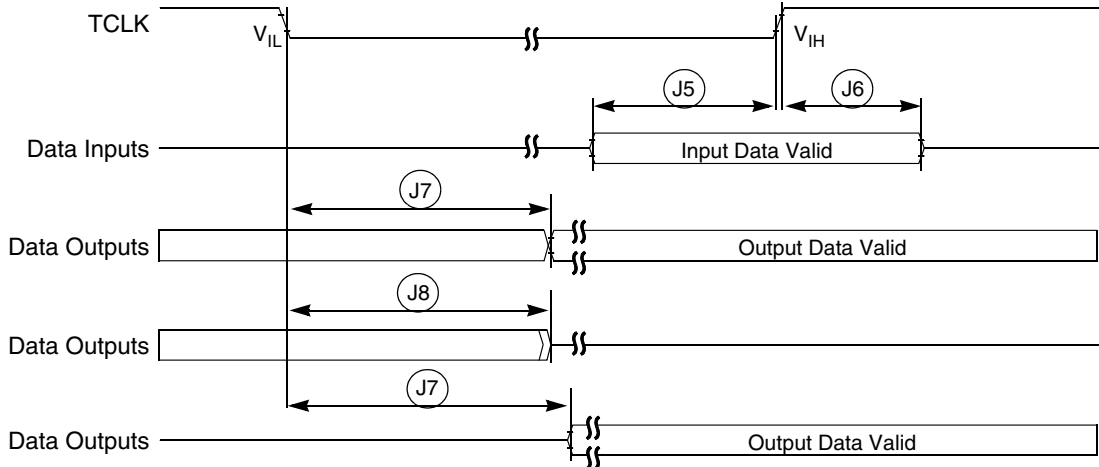 TCLK
V_IL
V_IH
J5
J6
Data Inputs
Input Data Valid
J7
Data Outputs
Output Data Valid
J8
Data Outputs
J7
Data Outputs
Output Data Valid